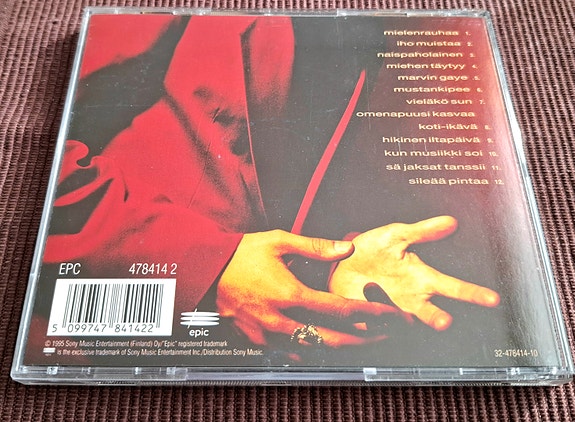 mielenrauhaa 1.
iho muistaa 2.
naispaholainen 3.
miehen täytyy 4.
marvin gaye 5.
mustankipee 6.
vieläkö sun 7.
omenapuusi kasvaa
koti-ikävä 8.
hikinen iltapäivä 9.
kun musiikki soi 10.
sä jaksat tanssii 11.
sileää pintaa 12.
EPC 478414 2
5 099747 841422
epic
© 1995 Sony Music Entertainment (Finland) Oy/"Epic" registered trademark
is the exclusive trademark of Sony Music Entertainment Inc./Distribution Sony Music.
32-478414-10